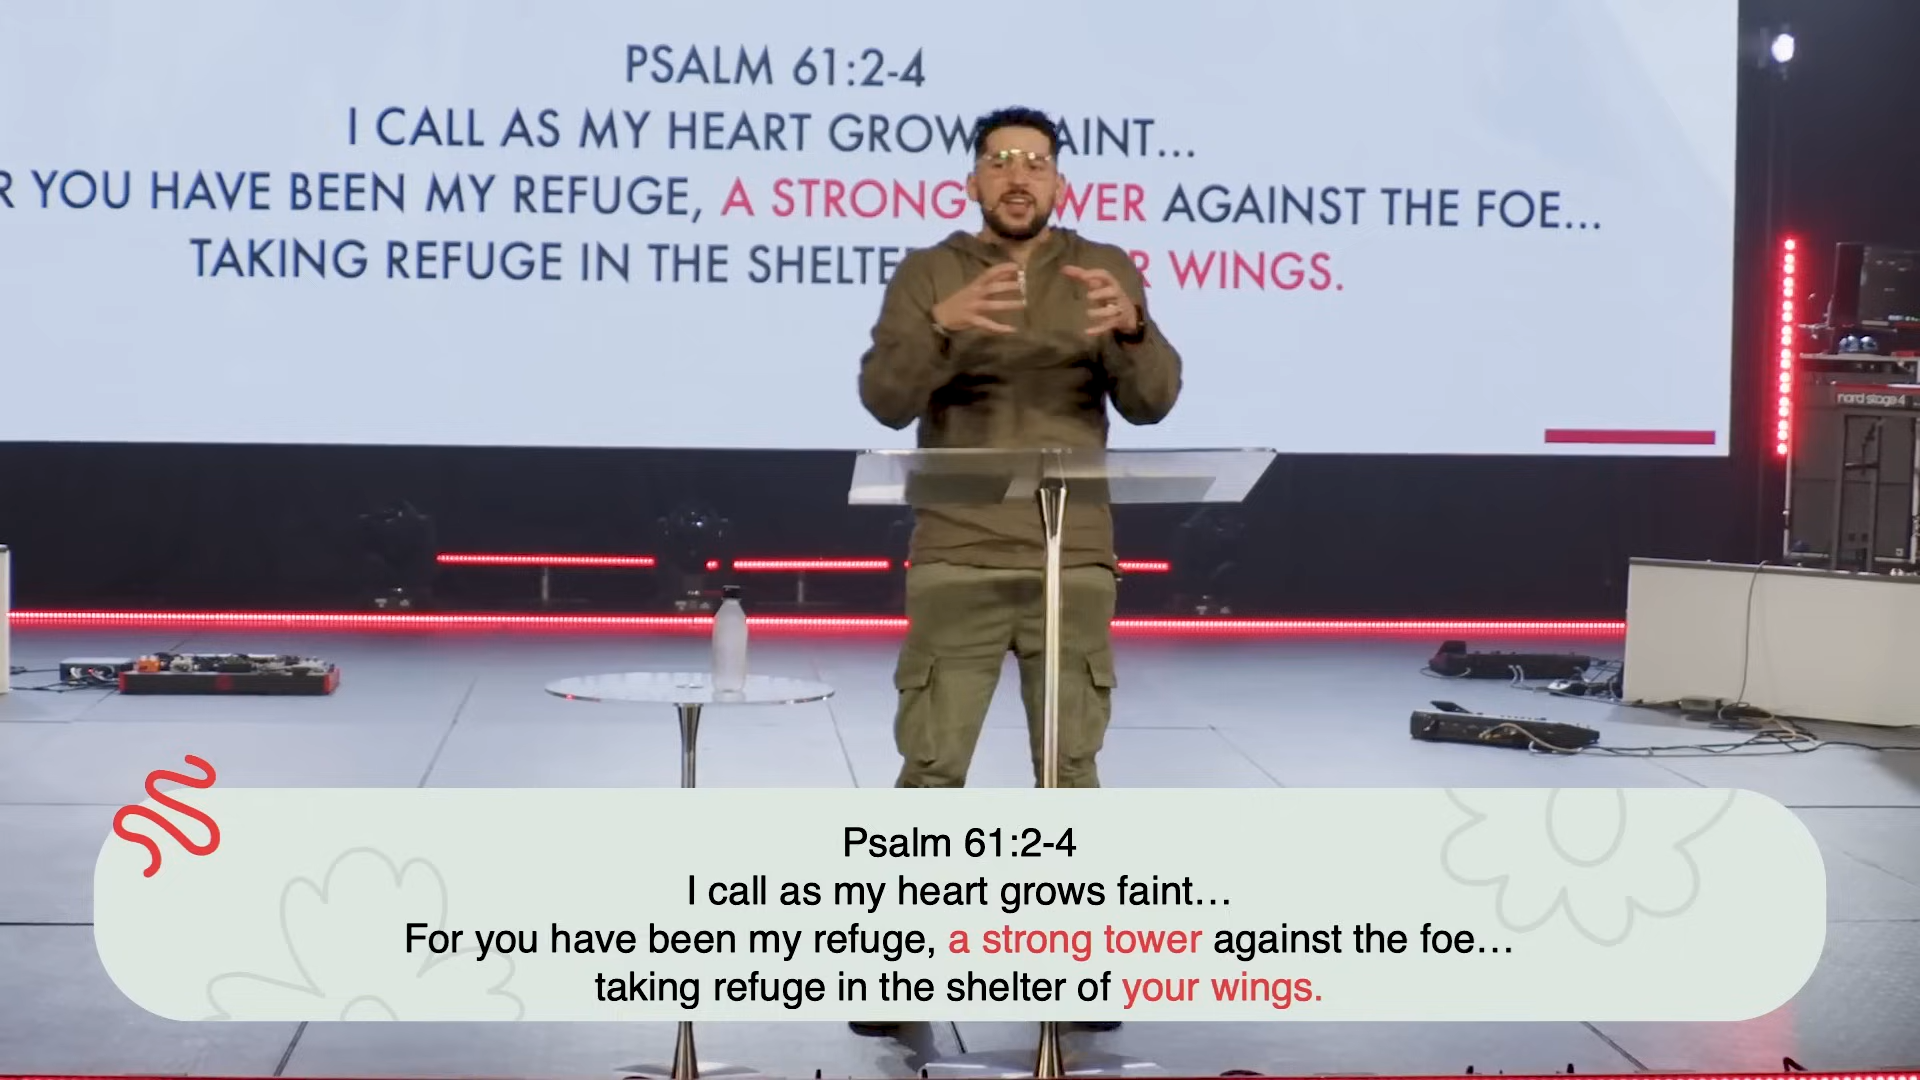 PSALM 61:2-4
I CALL AS MY HEART GROW AINT...
R YOU HAVE BEEN MY REFUGE, A STRONG WER AGAINST THE FOE...
TAKING REFUGE IN THE SHELTE R WINGS.
nord stage 4
Psalm 61:2-4
I call as my heart grows faint...
For you have been my refuge, a strong tower against the foe...
taking refuge in the shelter of your wings.